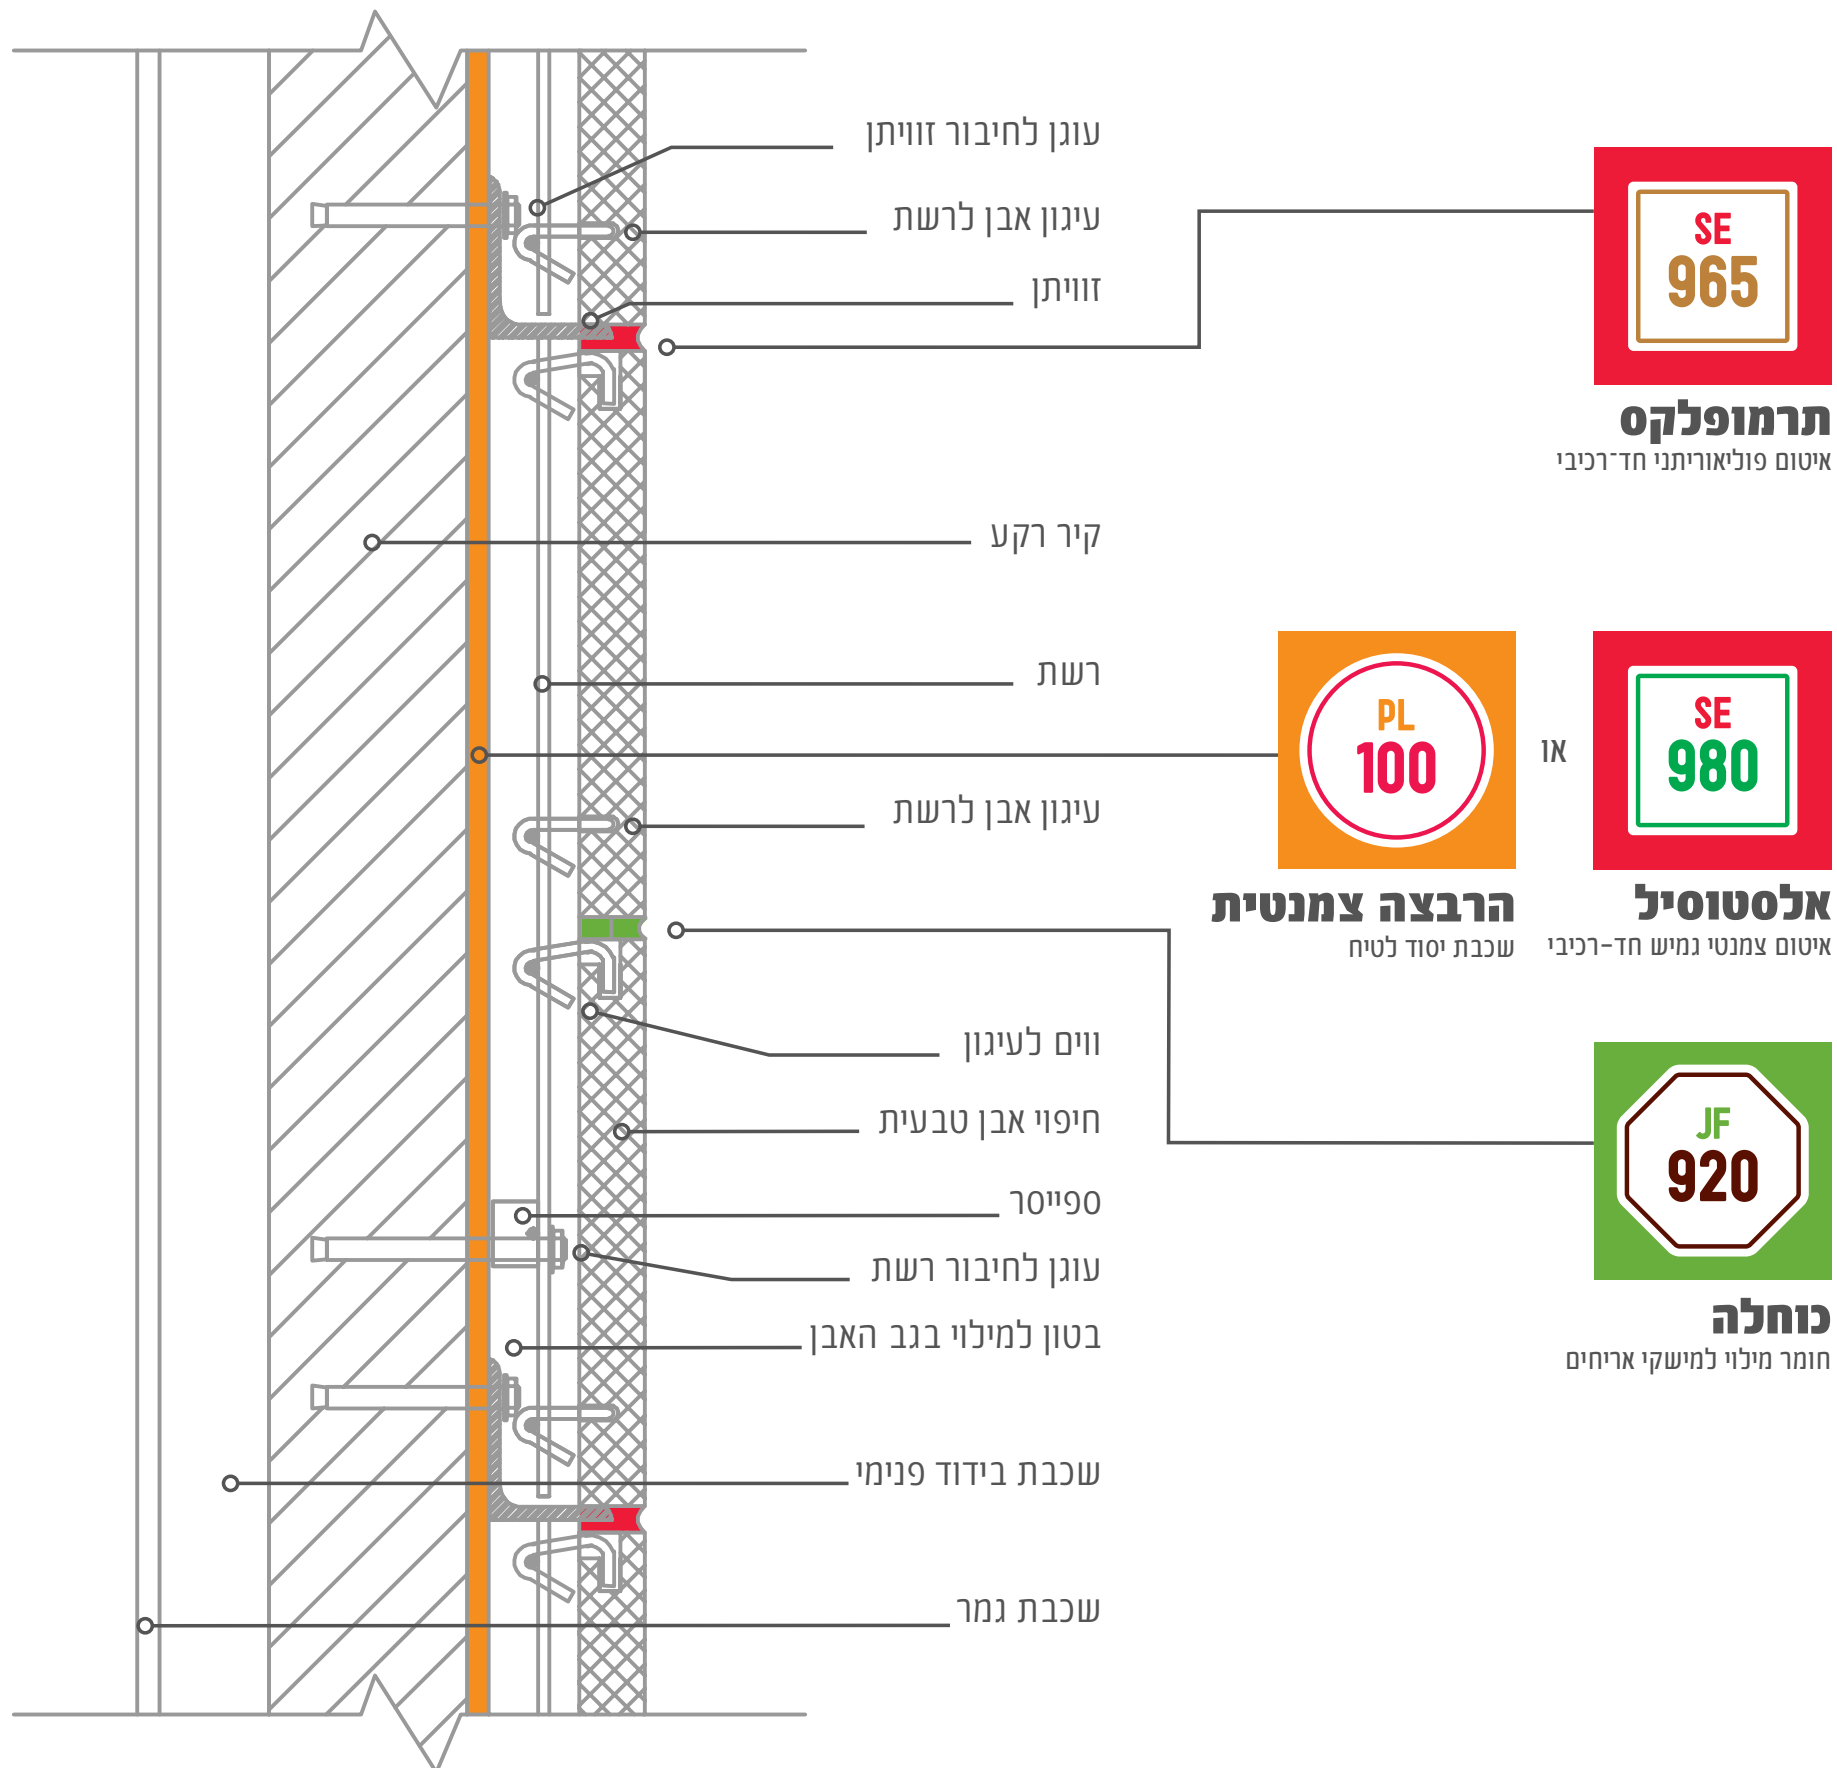 עוגן לחיבור זוויתן
עיגון אבן לרשת
זוויתן
SE
965
תרמופלקס
איטום פוליאוריתני חד־רכיבי
קיר רקע
רשת
SE
980
או
PL
100
עיגון אבן לרשת
אלסטוסיל
איטום צמנטי גמיש חד-רכיבי
הרבצה צמנטית
שכבת יסוד לטיח
ווים לעיגון
חיפוי אבן טבעית
JF
920
ספייסר
עוגן לחיבור רשת
כוחלה
חומר מילוי למישקי אריחים
בטון למילוי בגב האבן
שכבת בידוד פנימי
שכבת גמר